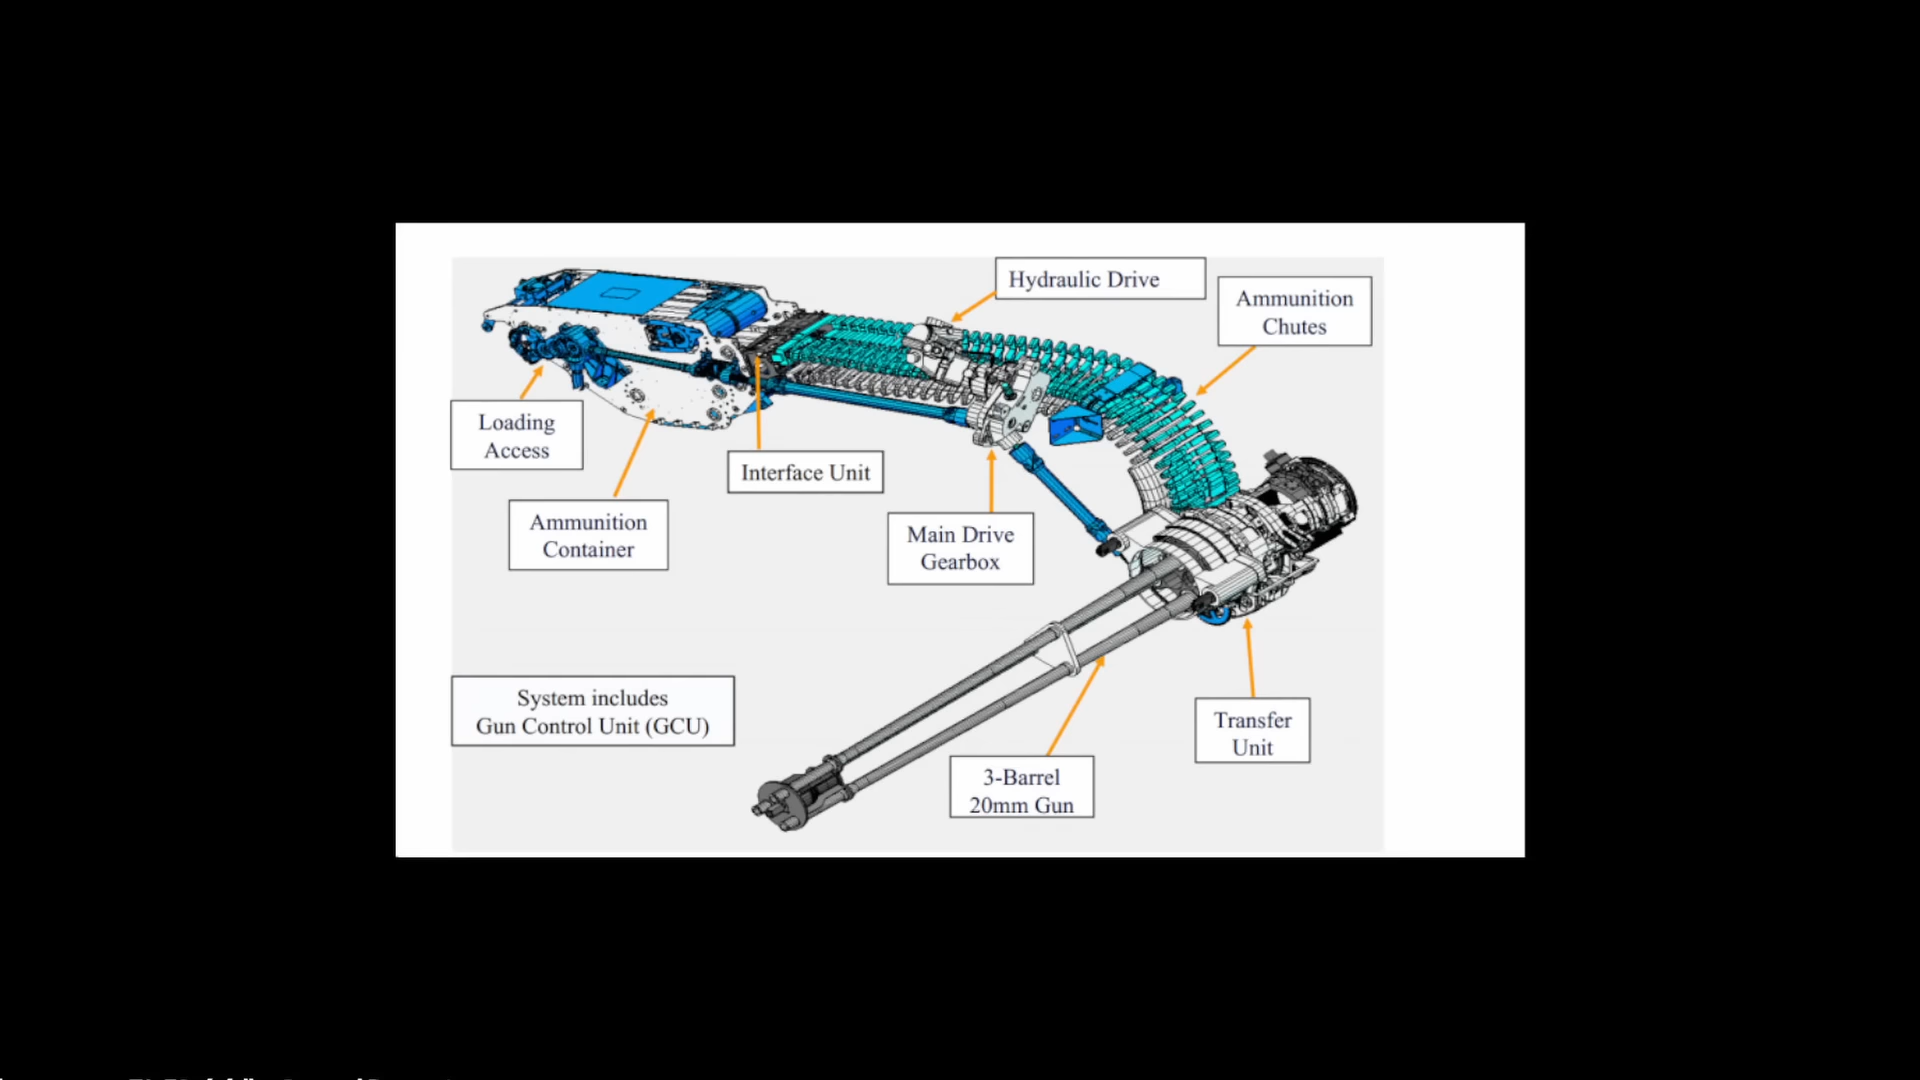 Hydraulic Drive
Ammunition
Chutes
Loading
Access
Interface Unit
Ammunition
Container
Main Drive
Gearbox
System includes
Gun Control Unit (GCU)
Transfer
Unit
3-Barrel
20mm Gun